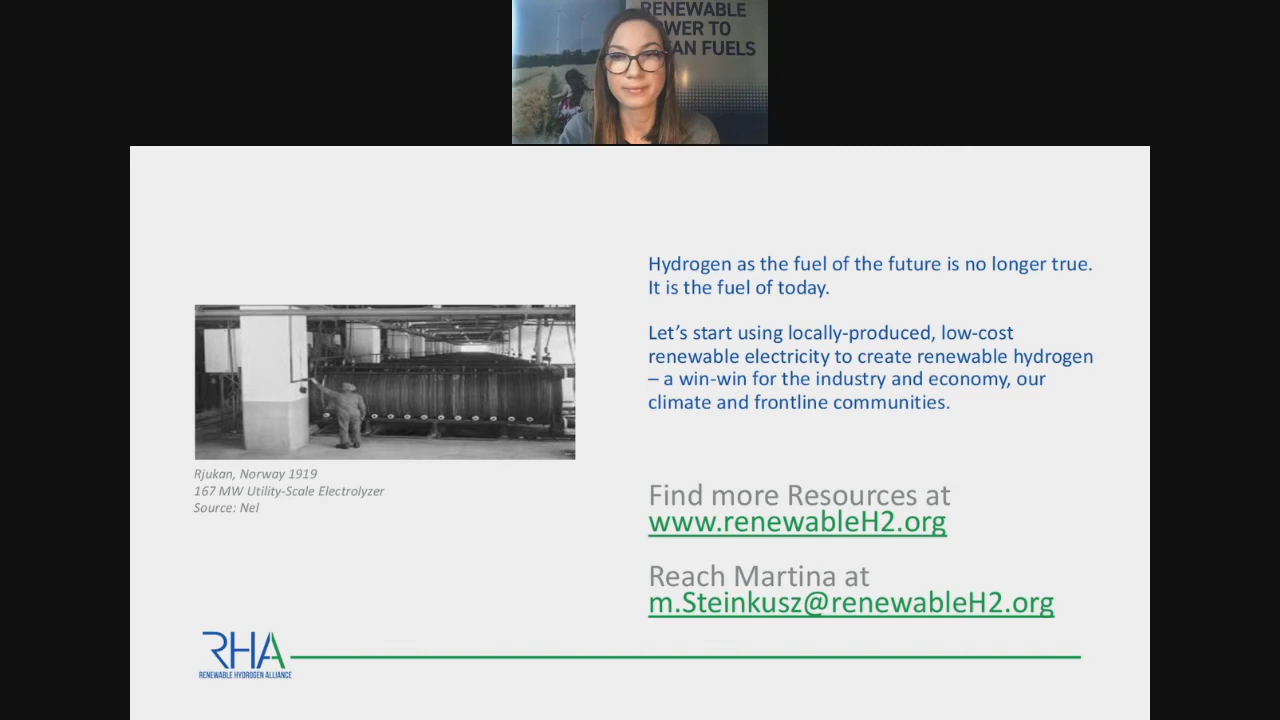 RENEWABLE
POWER TO
CLEAN FUELS
Hydrogen as the fuel of the future is no longer true.
It is the fuel of today.
Let’s start using locally-produced, low-cost
renewable electricity to create renewable hydrogen
– a win-win for the industry and economy, our
climate and frontline communities.
Rjukan, Norway 1919
167 MW Utility-Scale Electrolyzer
Source: Nel
Find more Resources at
www.renewableH2.org
Reach Martina at
m.Steinkusz@renewableH2.org
RHA
RENEWABLE HYDROGEN ALLIANCE